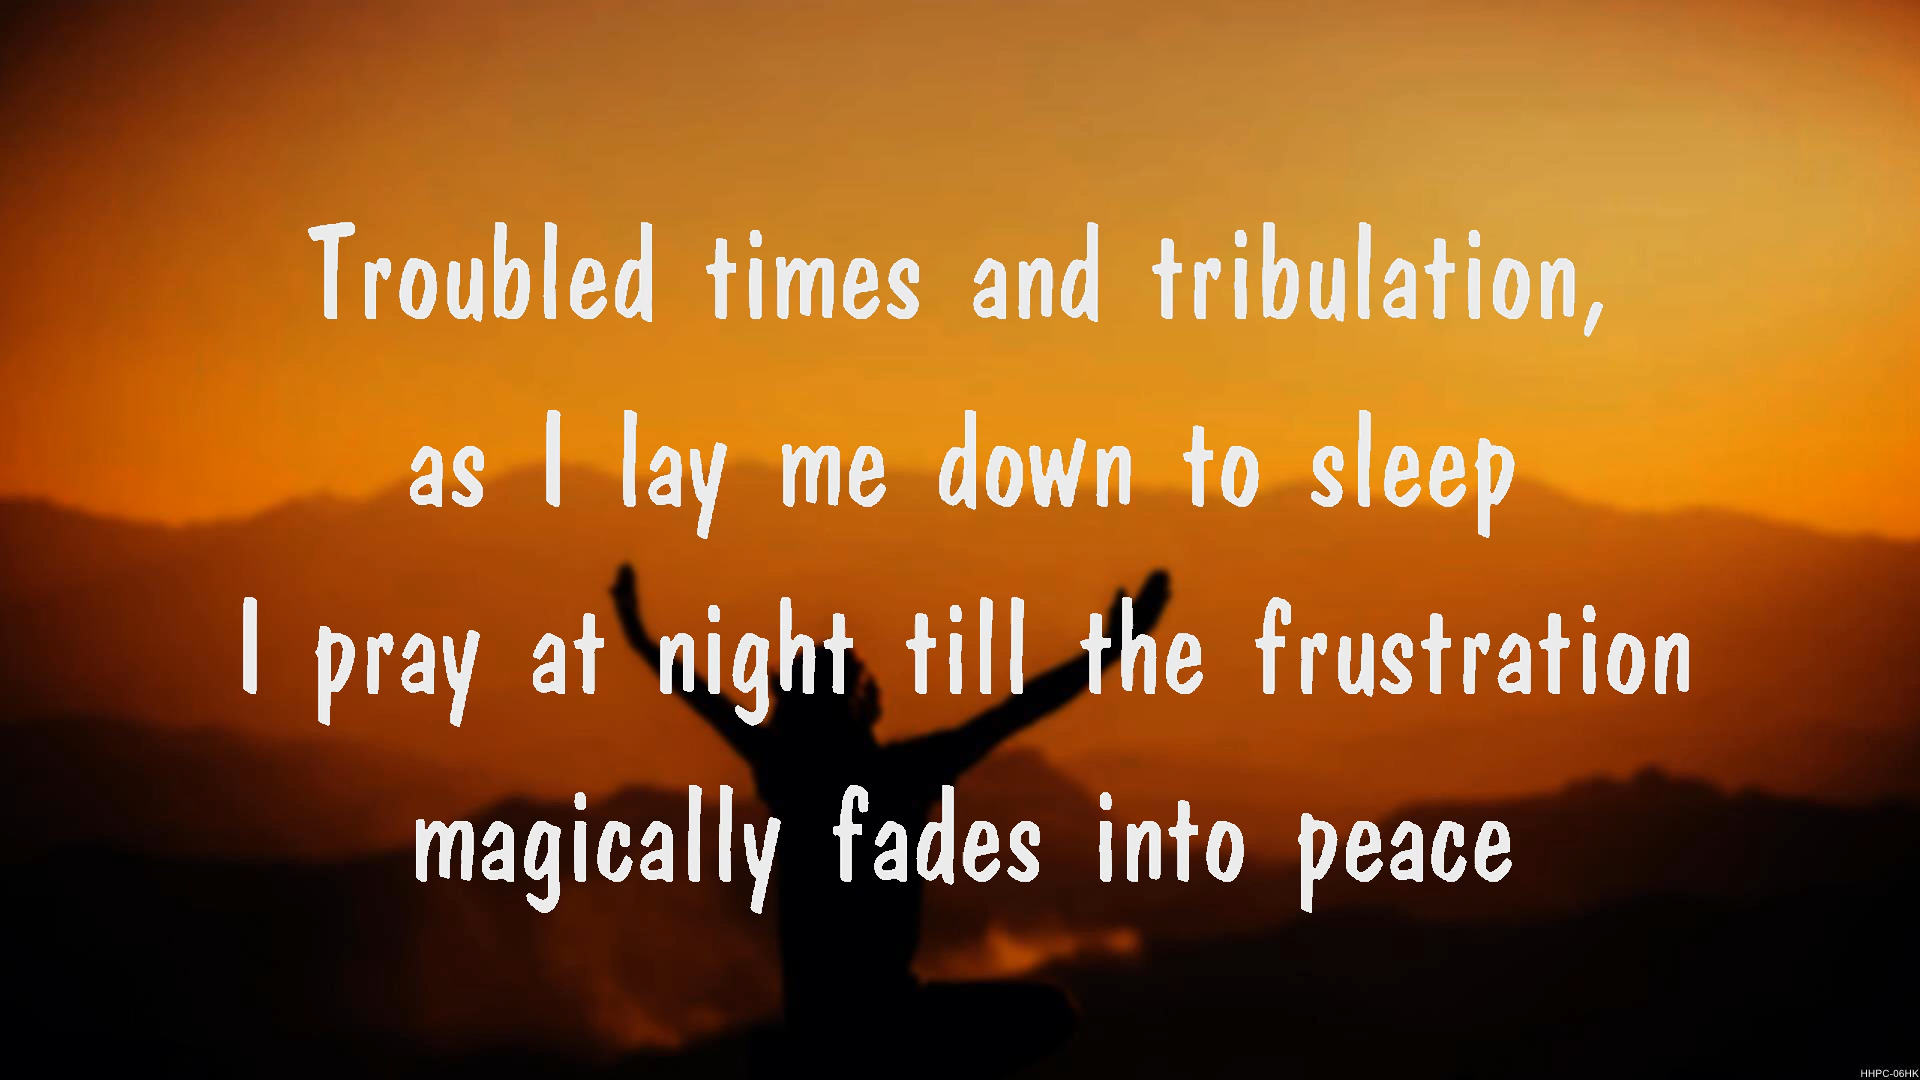 Troubled times and tribulation,
as I lay me down to sleep
I pray at night till the frustration
magically fades into peace
HHPC-06HK